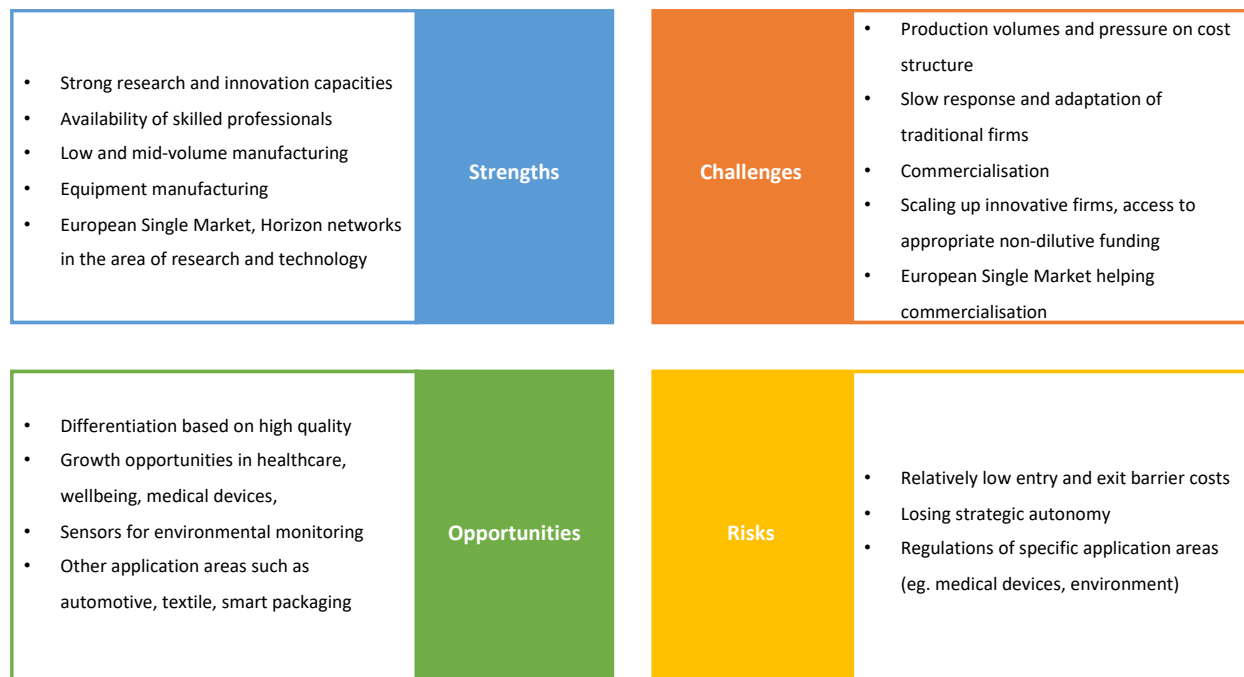 • Strong research and innovation capacities
• Availability of skilled professionals
• Low and mid-volume manufacturing
• Equipment manufacturing
• European Single Market, Horizon networks
in the area of research and technology
Strengths
Challenges
• Production volumes and pressure on cost
structure
• Slow response and adaptation of
traditional firms
• Commercialisation
• Scaling up innovative firms, access to
appropriate non-dilutive funding
• European Single Market helping
commercialisation
• Differentiation based on high quality
• Growth opportunities in healthcare,
wellbeing, medical devices,
• Sensors for environmental monitoring
• Other application areas such as
automotive, textile, smart packaging
Opportunities
Risks
• Relatively low entry and exit barrier costs
• Losing strategic autonomy
• Regulations of specific application areas
(eg. medical devices, environment)